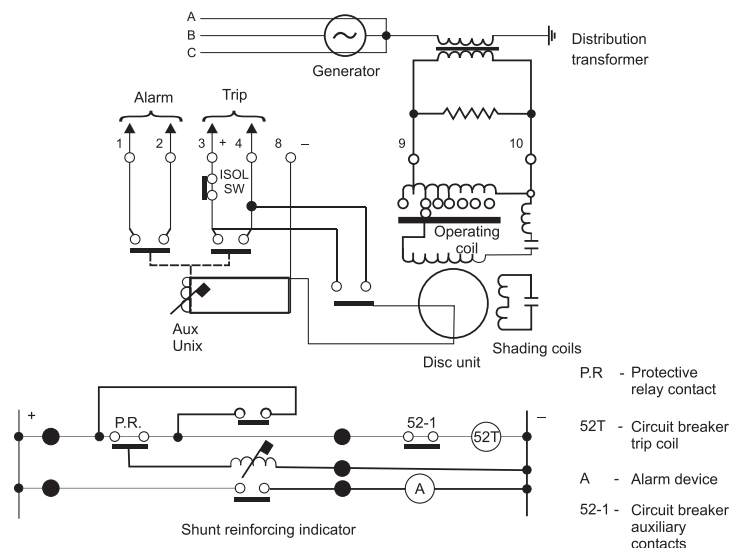 A
B
C
Generator
Distribution
transformer
Alarm
Trip
1
2
3
+
4
8
–
9
10
ISOL
SW
Operating
coil
Aux
Unix
Disc unit
Shading coils
P.R - Protective
relay contact
52T - Circuit breaker
trip coil
A - Alarm device
52-1 - Circuit breaker
auxiliary
contacts
+
P.R.
52-1
52T
–
A
Shunt reinforcing indicator